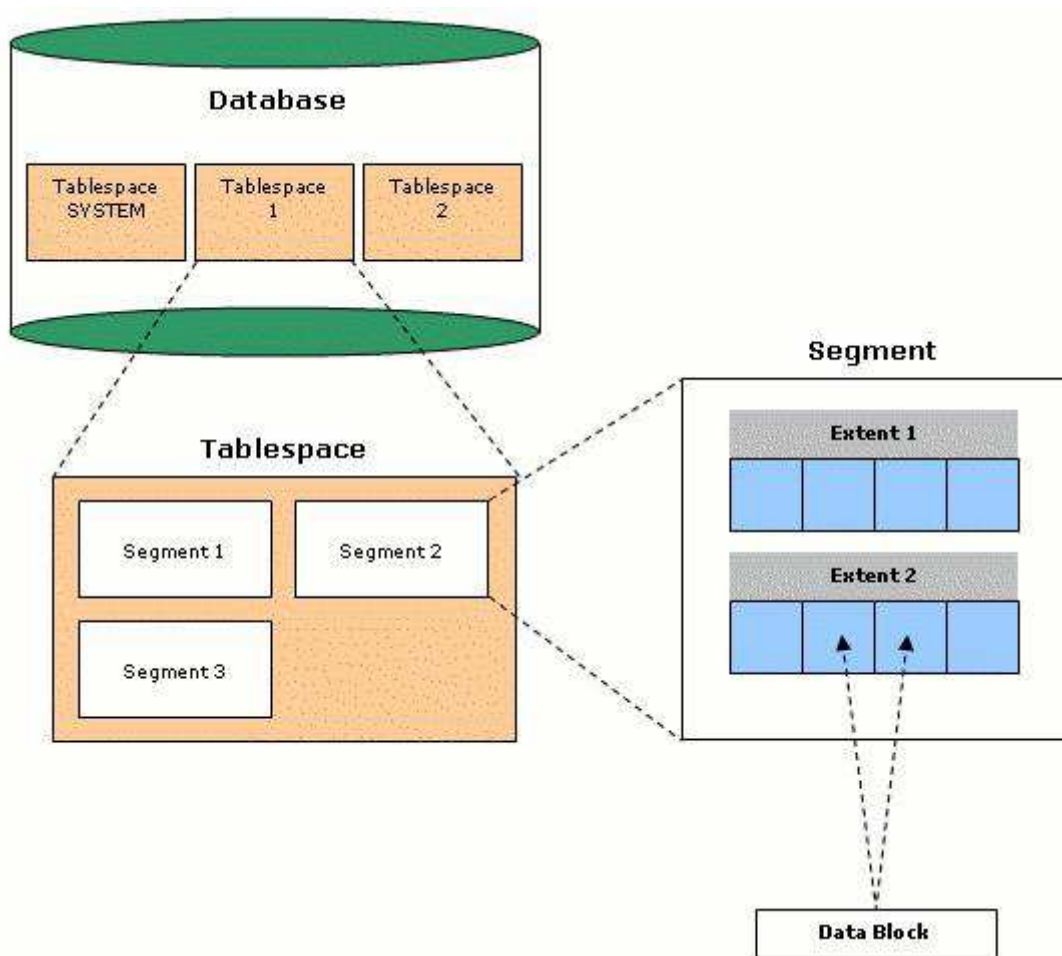 Database
Tablespace
SYSTEM
Tablespace
1
Tablespace
2
Segment
Extent 1
Extent 2
Tablespace
Segment 1
Segment 2
Segment 3
Data Block